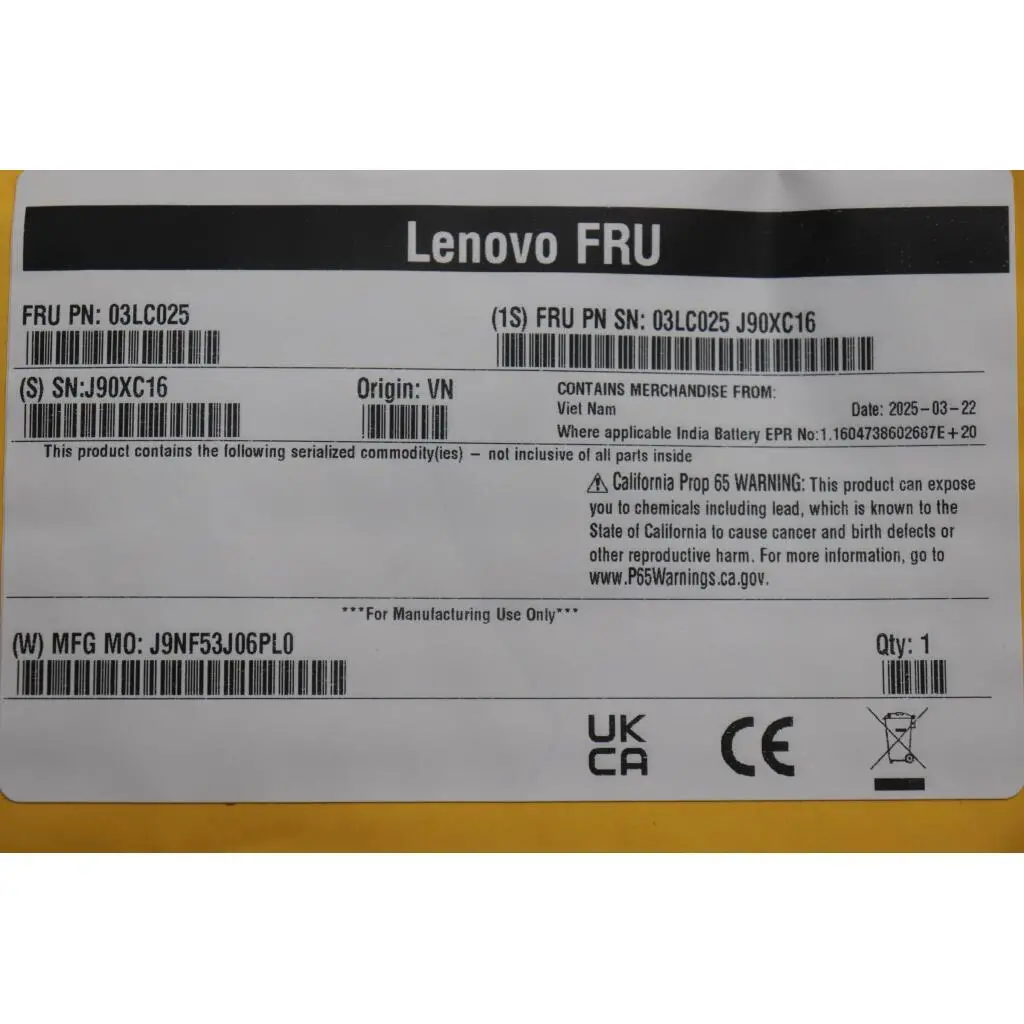 Lenovo FRU
FRU PN: 03LC025
(1S) FRU PN SN: 03LC025 J90XC16
(S) SN:J90XC16
Origin: VN
CONTAINS MERCHANDISE FROM:
Viet Nam
Date: 2025-03-22
Where applicable India Battery EPR No:1.1604738602687E+20
This product contains the following serialized commodity(ies) – not inclusive of all parts inside
⚠ California Prop 65 WARNING: This product can expose
you to chemicals including lead, which is known to the
State of California to cause cancer and birth defects or
other reproductive harm. For more information, go to
www.P65Warnings.ca.gov.
***For Manufacturing Use Only***
(W) MFG MO: J9NF53J06PL0
Qty: 1
UK
CA
CE